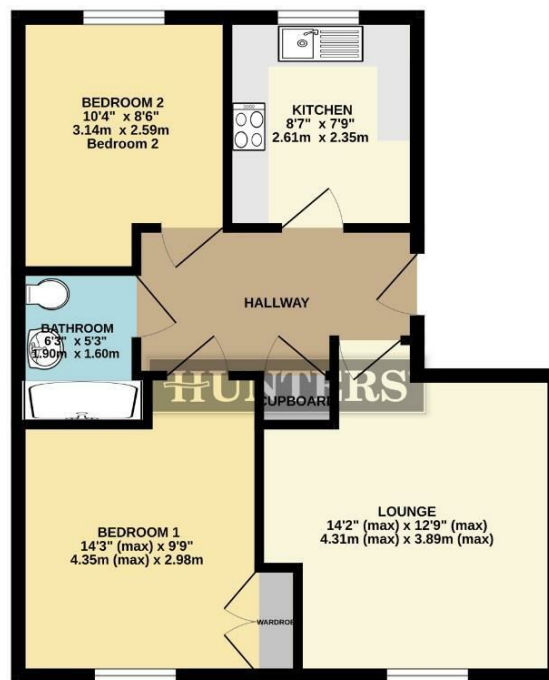 BEDROOM 2
10'4" x 8'6"
3.14m x 2.59m
Bedroom 2
KITCHEN
8'7" x 7'9"
2.61m x 2.35m
HALLWAY
BATHROOM
6'3" x 5'3"
1.90m x 1.60m
HUNTERS
CUPBOARD
BEDROOM 1
14'3" (max) x 9'9"
4.35m (max) x 2.98m
LOUNGE
14'2" (max) x 12'9" (max)
4.31m (max) x 3.89m (max)
WARDROBE